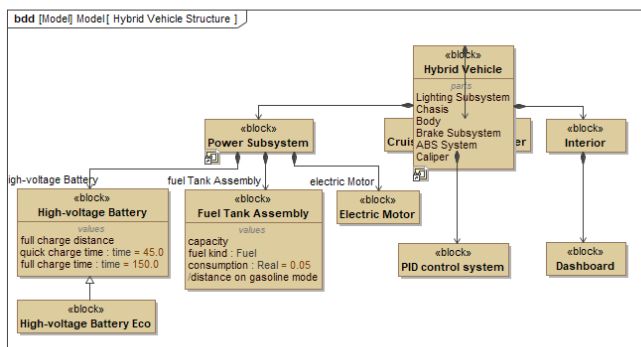 bdd [Model] Model [ Hybrid Vehicle Structure ]
«block»
Hybrid Vehicle
parts
Lighting Subsystem
Chasis
Body
Brake Subsystem
ABS System
Caliper
«block»
Power Subsystem
Cruis
er
«block»
Interior
igh-voltage Battery
fuel Tank Assembly
electric Motor
«block»
High-voltage Battery
values
full charge distance
quick charge time : time = 45.0
full charge time : time = 150.0
«block»
Fuel Tank Assembly
values
capacity
fuel kind : Fuel
consumption : Real = 0.05
/distance on gasoline mode
«block»
Electric Motor
«block»
PID control system
«block»
Dashboard
«block»
High-voltage Battery Eco